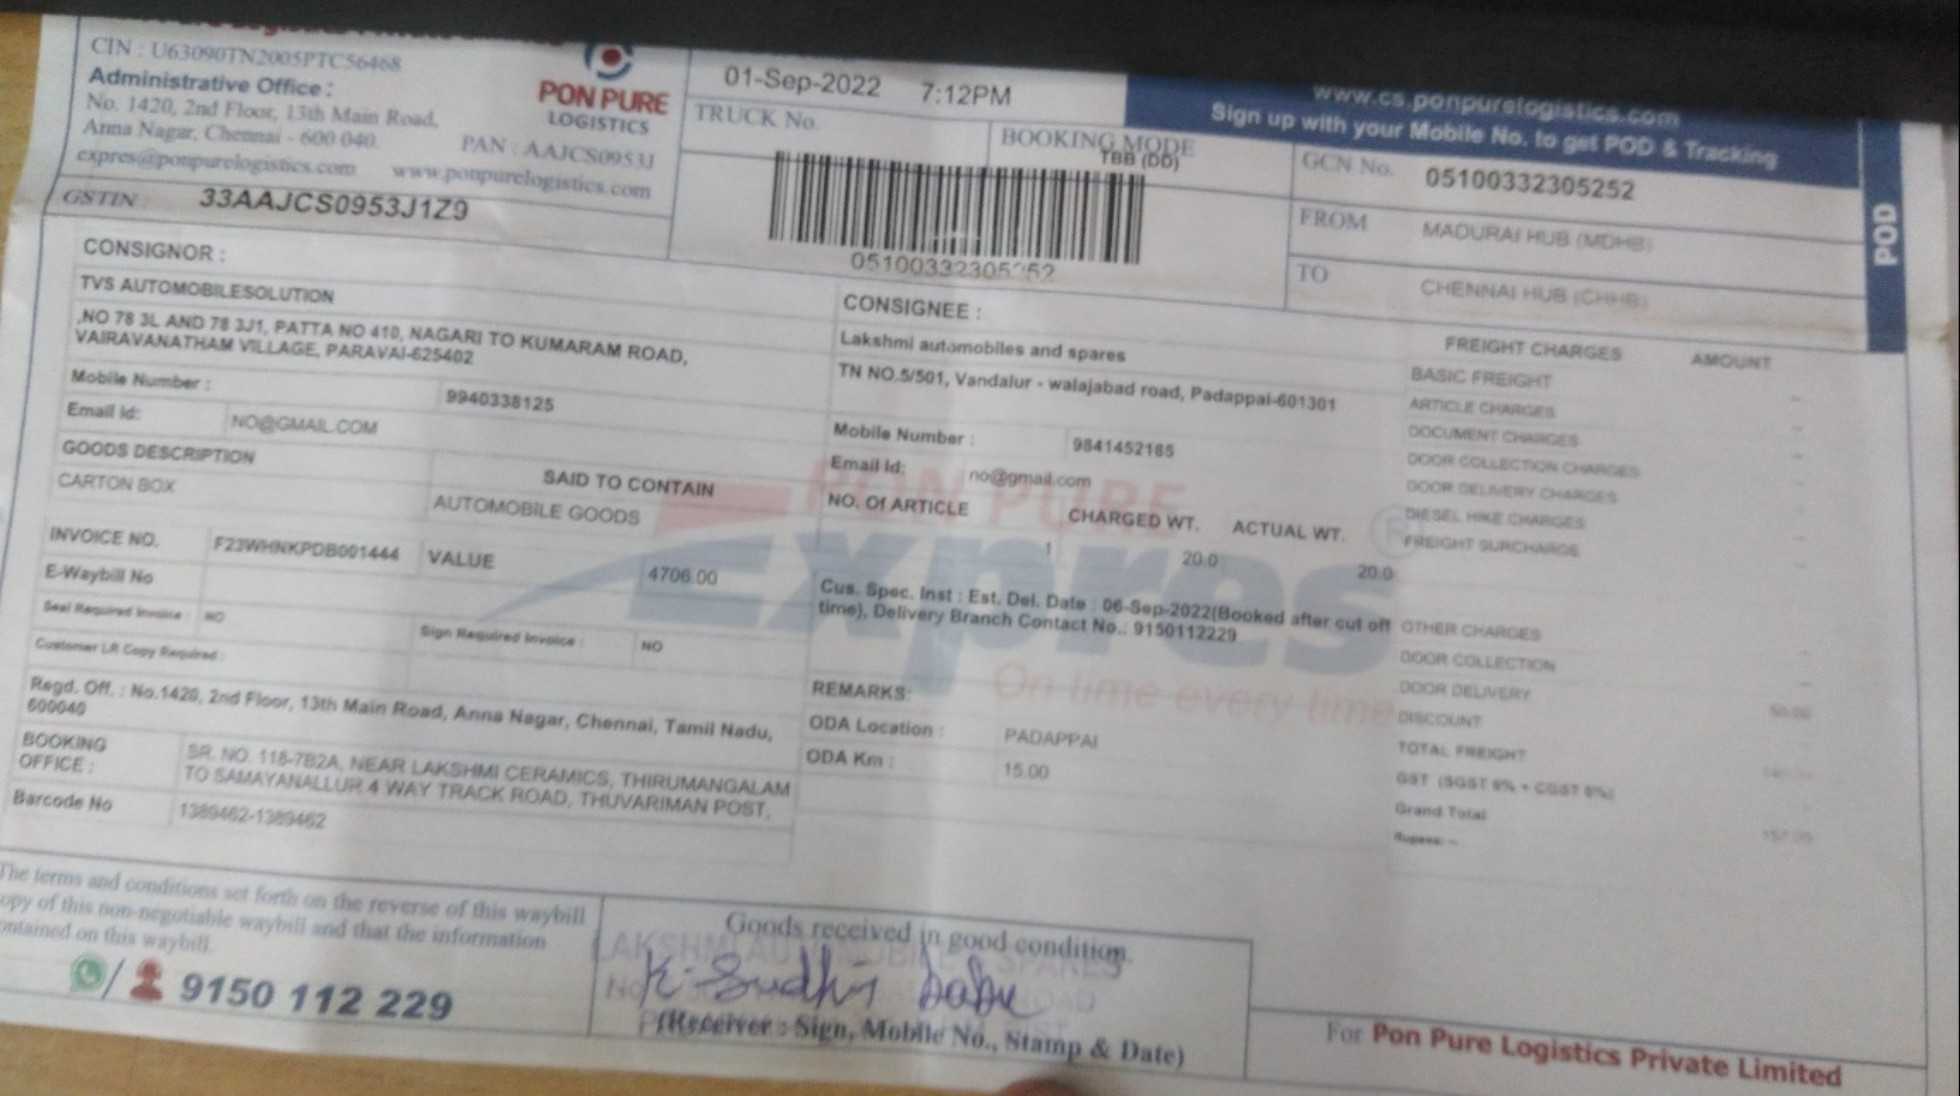 CIN : U63090TN2005PTC56468
Administrative Office :
No. 1420, 2nd Floor, 13th Main Road,
Anna Nagar, Chennai - 600 040.
PAN : AAJCS0953J
expres@ponpurelogistics.com www.ponpurelogistics.com
GSTIN : 33AAJCS0953J1Z9
PON PURE
LOGISTICS
01-Sep-2022 7:12PM
TRUCK No.
BOOKING MODE
TBB (DD)
www.cs.ponpurelogistics.com
Sign up with your Mobile No. to get POD & Tracking
GCN No. 05100332305252
FROM MADURAI HUB (MDHB)
TO CHENNAI HUB (CHHB)
POD
CONSIGNOR :
TVS AUTOMOBILESOLUTION
,NO 78 3L AND 78 3J1, PATTA NO 410, NAGARI TO KUMARAM ROAD,
VAIRAVANATHAM VILLAGE, PARAVAI-625402
Mobile Number : 9940338125
Email Id: NO@GMAIL.COM
GOODS DESCRIPTION SAID TO CONTAIN
CARTON BOX AUTOMOBILE GOODS
INVOICE NO. F23WHNKPDB001444 VALUE 4706.00
E-Waybill No
Seal Required Invoice : NO Sign Required Invoice : NO
Customer LR Copy Required :
Regd. Off. : No.1420, 2nd Floor, 13th Main Road, Anna Nagar, Chennai, Tamil Nadu,
600040
BOOKING
OFFICE :
SR. NO. 118-7B2A, NEAR LAKSHMI CERAMICS, THIRUMANGALAM
TO SAMAYANALLUR 4 WAY TRACK ROAD, THUVARIMAN POST,
Barcode No 1389462-1389462
CONSIGNEE :
Lakshmi automobiles and spares
TN NO.5/501, Vandalur - walajabad road, Padappai-601301
Mobile Number : 9841452185
Email Id: no@gmail.com
NO. Of ARTICLE CHARGED WT. ACTUAL WT.
1 20.0 20.0
Cus. Spec. Inst : Est. Del. Date : 06-Sep-2022(Booked after cut off
time), Delivery Branch Contact No.: 9150112229
REMARKS:
ODA Location : PADAPPAI
ODA Km : 15.00
PON PURE
Expres
On time every time
FREIGHT CHARGES AMOUNT
BASIC FREIGHT
ARTICLE CHARGES
DOCUMENT CHARGES
DOOR COLLECTION CHARGES
DOOR DELIVERY CHARGES
DIESEL HIKE CHARGES
FREIGHT SURCHARGE
OTHER CHARGES
DOOR COLLECTION
DOOR DELIVERY
DISCOUNT
TOTAL FREIGHT
GST
Grand Total
Rupees: --
The terms and conditions set forth on the reverse of this waybill
copy of this non-negotiable waybill and that the information
contained on this waybill.
9150 112 229
Goods received in good condition.
K. Sudhir babu
(Receiver : Sign, Mobile No., Stamp & Date)
For Pon Pure Logistics Private Limited